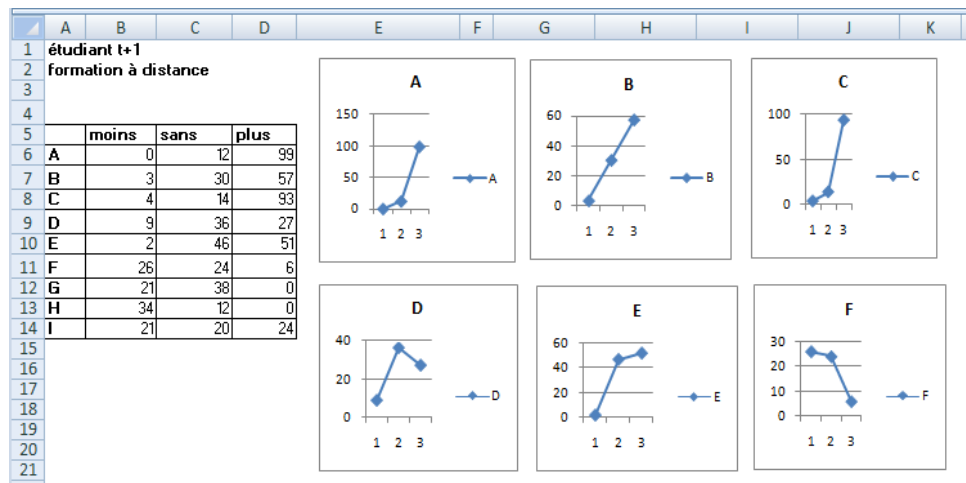 A B C D E F G H I J K
1 étudiant t+1
2 formation à distance
3
4
5 moins sans plus
6 A 0 12 99
7 B 3 30 57
8 C 4 14 93
9 D 9 36 27
10 E 2 46 51
11 F 26 24 6
12 G 21 38 0
13 H 34 12 0
14 I 21 20 24
15
16
17
18
19
20
21
A
150
100
50
0
1 2 3
A
B
60
40
20
0
1 2 3
B
C
100
50
0
1 2 3
C
D
40
20
0
1 2 3
D
E
60
40
20
0
1 2 3
E
F
30
20
10
0
1 2 3
F